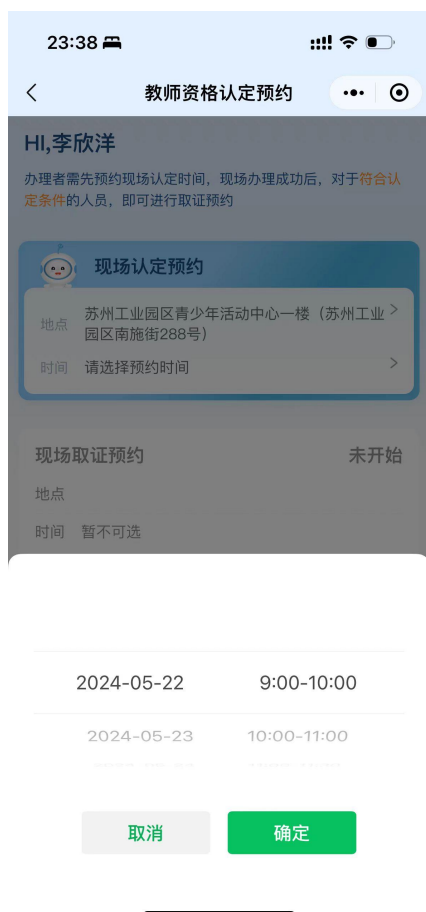 23:38
教师资格认定预约
HI,李欣洋
办理者需先预约现场认定时间，现场办理成功后，对于符合认
定条件的人员，即可进行取证预约
现场认定预约
地点 苏州工业园区青少年活动中心一楼（苏州工业
园区南施街288号）
时间 请选择预约时间
现场取证预约 未开始
地点
时间 暂不可选
2024-05-22 9:00-10:00
2024-05-23 10:00-11:00
取消 确定